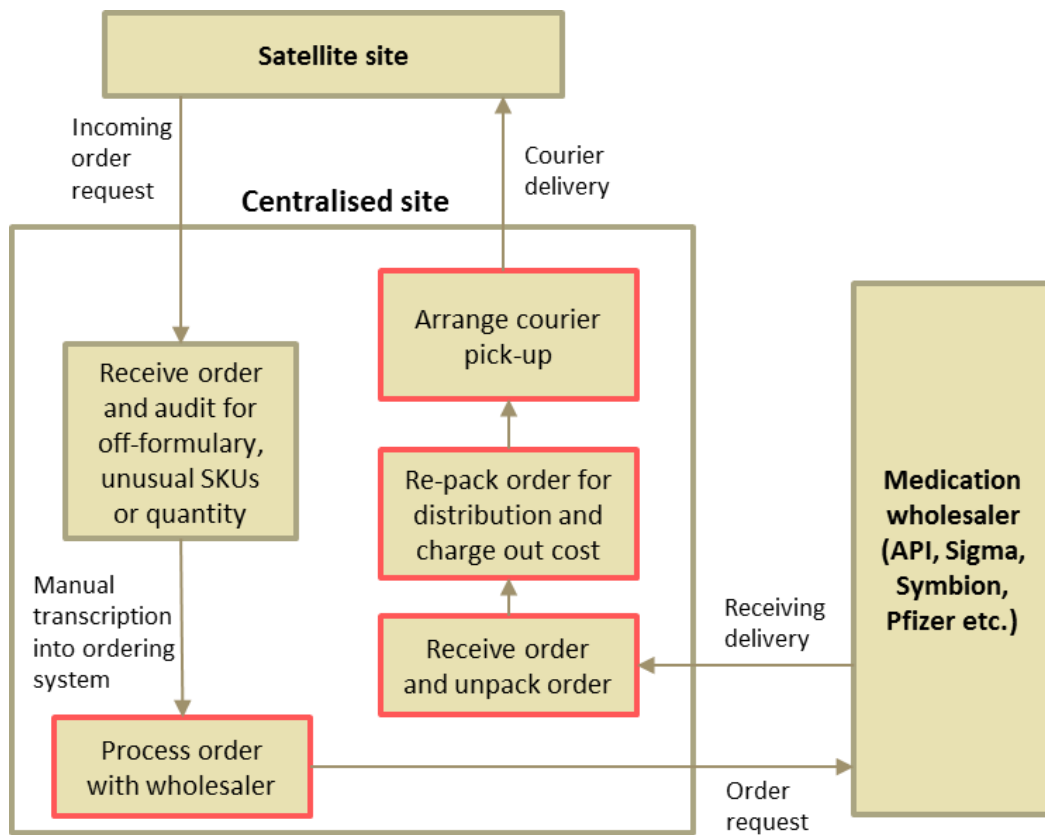 Satellite site
Incoming
order
request
Courier
delivery
Centralised site
Arrange courier
pick-up
Receive order
and audit for
off-formulary,
unusual SKUs
or quantity
Re-pack order for
distribution and
charge out cost
Medication
wholesaler
(API, Sigma,
Symbion,
Pfizer etc.)
Manual
transcription
into ordering
system
Receive order
and unpack order
Receiving
delivery
Process order
with wholesaler
Order
request